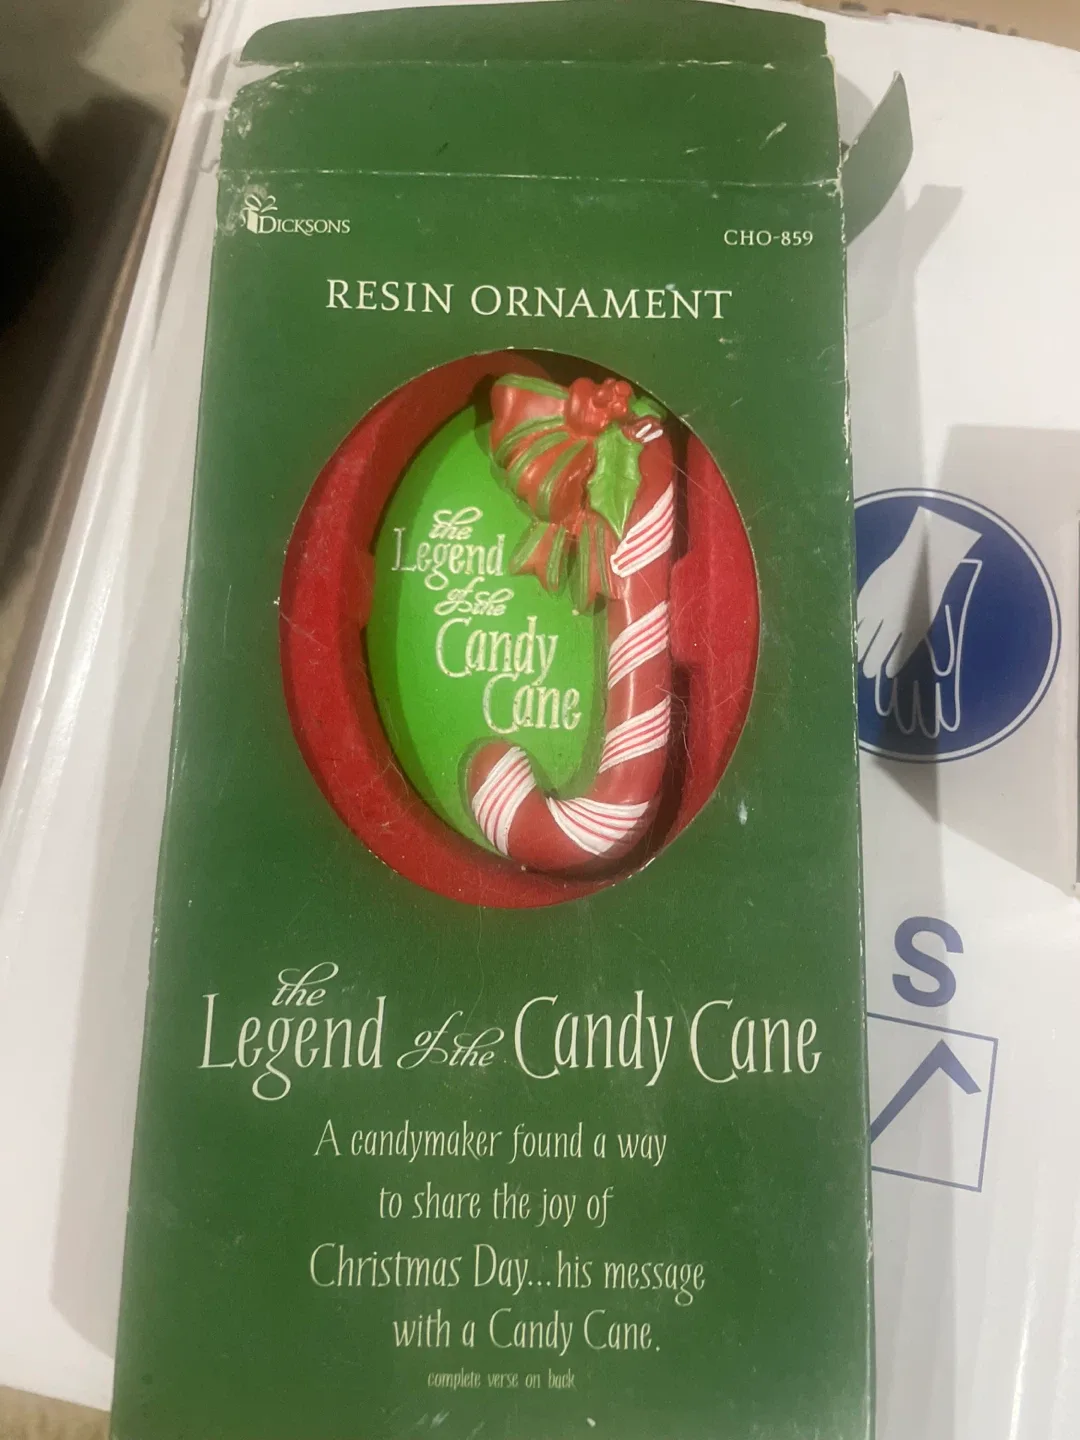 DICKSONS
CHO-859
RESIN ORNAMENT
the
Legend
of the
Candy
Cane
the
Legend of the Candy Cane
A candymaker found a way
to share the joy of
Christmas Day...his message
with a Candy Cane.
complete verse on back
S